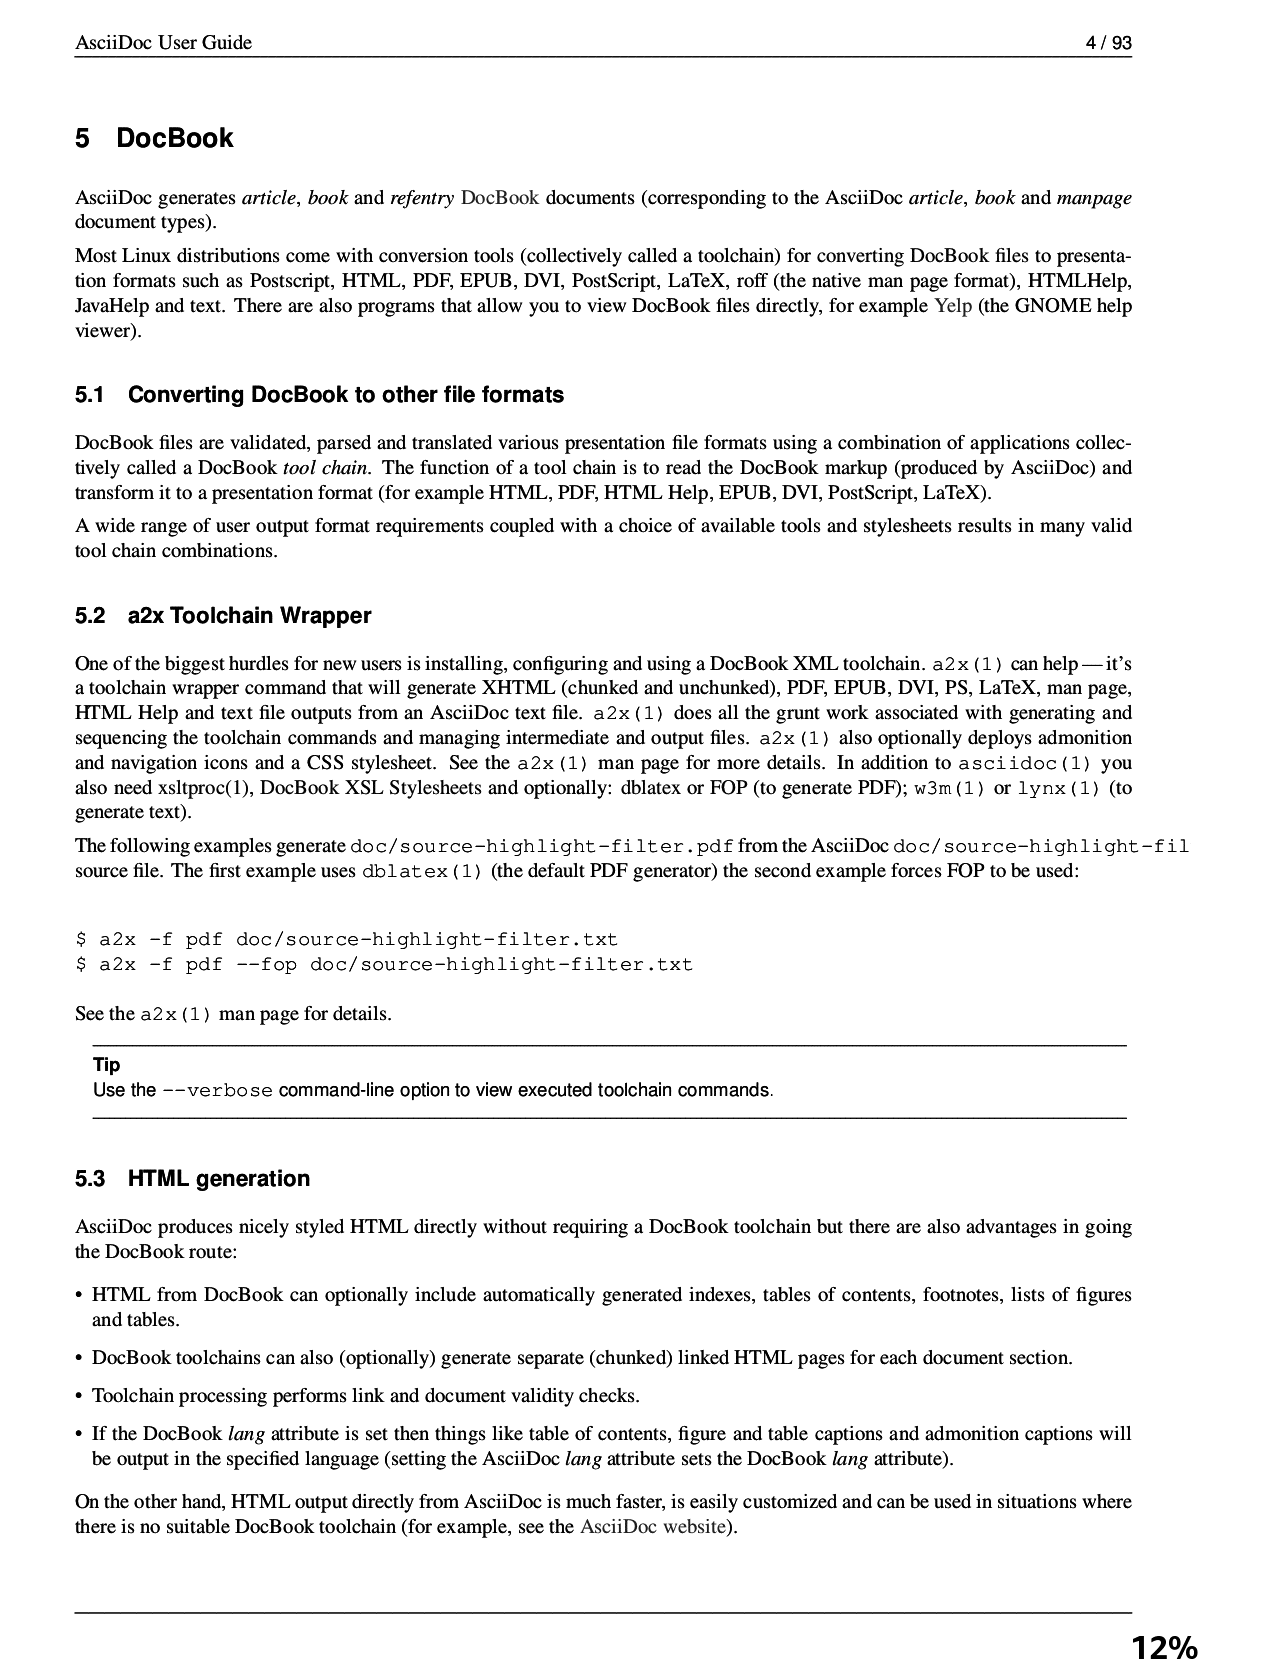 AsciiDoc User Guide 4 / 93
5 DocBook
AsciiDoc generates article, book and refentry DocBook documents (corresponding to the AsciiDoc article, book and manpage
document types).
Most Linux distributions come with conversion tools (collectively called a toolchain) for converting DocBook files to presenta-
tion formats such as Postscript, HTML, PDF, EPUB, DVI, PostScript, LaTeX, roff (the native man page format), HTMLHelp,
JavaHelp and text. There are also programs that allow you to view DocBook files directly, for example Yelp (the GNOME help
viewer).
5.1 Converting DocBook to other file formats
DocBook files are validated, parsed and translated various presentation file formats using a combination of applications collec-
tively called a DocBook tool chain. The function of a tool chain is to read the DocBook markup (produced by AsciiDoc) and
transform it to a presentation format (for example HTML, PDF, HTML Help, EPUB, DVI, PostScript, LaTeX).
A wide range of user output format requirements coupled with a choice of available tools and stylesheets results in many valid
tool chain combinations.
5.2 a2x Toolchain Wrapper
One of the biggest hurdles for new users is installing, configuring and using a DocBook XML toolchain. a2x(1) can help — it's
a toolchain wrapper command that will generate XHTML (chunked and unchunked), PDF, EPUB, DVI, PS, LaTeX, man page,
HTML Help and text file outputs from an AsciiDoc text file. a2x(1) does all the grunt work associated with generating and
sequencing the toolchain commands and managing intermediate and output files. a2x(1) also optionally deploys admonition
and navigation icons and a CSS stylesheet. See the a2x(1) man page for more details. In addition to asciidoc(1) you
also need xsltproc(1), DocBook XSL Stylesheets and optionally: dblatex or FOP (to generate PDF); w3m(1) or lynx(1) (to
generate text).
The following examples generate doc/source-highlight-filter.pdf from the AsciiDoc doc/source-highlight-fil
source file. The first example uses dblatex(1) (the default PDF generator) the second example forces FOP to be used:
$ a2x -f pdf doc/source-highlight-filter.txt
$ a2x -f pdf --fop doc/source-highlight-filter.txt
See the a2x(1) man page for details.
Tip
Use the --verbose command-line option to view executed toolchain commands.
5.3 HTML generation
AsciiDoc produces nicely styled HTML directly without requiring a DocBook toolchain but there are also advantages in going
the DocBook route:
• HTML from DocBook can optionally include automatically generated indexes, tables of contents, footnotes, lists of figures
and tables.
• DocBook toolchains can also (optionally) generate separate (chunked) linked HTML pages for each document section.
• Toolchain processing performs link and document validity checks.
• If the DocBook lang attribute is set then things like table of contents, figure and table captions and admonition captions will
be output in the specified language (setting the AsciiDoc lang attribute sets the DocBook lang attribute).
On the other hand, HTML output directly from AsciiDoc is much faster, is easily customized and can be used in situations where
there is no suitable DocBook toolchain (for example, see the AsciiDoc website).
12%